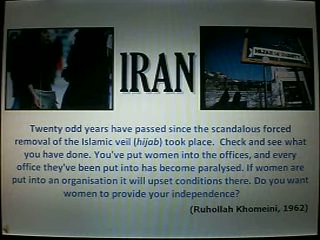 IRAN
Twenty odd years have passed since the scandalous forced
removal of the Islamic veil (hijab) took place. Check and see what
you have done. You've put women into the offices, and every
office they've been put into has become paralysed. If women are
put into an organisation it will upset conditions there. Do you want
women to provide your independence?
(Ruhollah Khomeini, 1962)